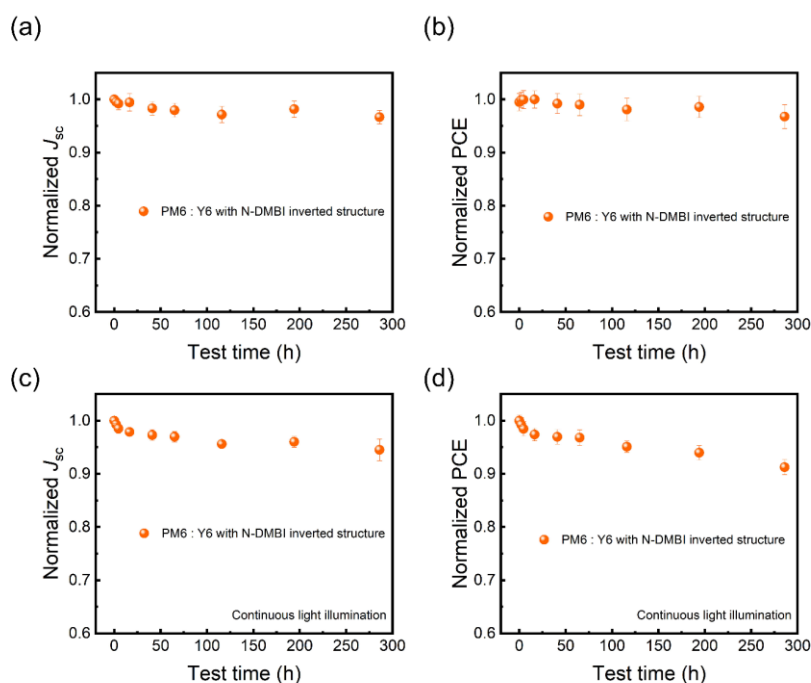 (a)
(b)
1.0
0.9
0.8
0.7
0.6
Normalized Jsc
PM6 : Y6 with N-DMBI inverted structure
0 50 100 150 200 250 300
Test time (h)
1.0
0.9
0.8
0.7
0.6
Normalized PCE
PM6 : Y6 with N-DMBI inverted structure
0 50 100 150 200 250 300
Test time (h)
(c)
(d)
1.0
0.9
0.8
0.7
0.6
Normalized Jsc
PM6 : Y6 with N-DMBI inverted structure
Continuous light illumination
0 50 100 150 200 250 300
Test time (h)
1.0
0.9
0.8
0.7
0.6
Normalized PCE
PM6 : Y6 with N-DMBI inverted structure
Continuous light illumination
0 50 100 150 200 250 300
Test time (h)